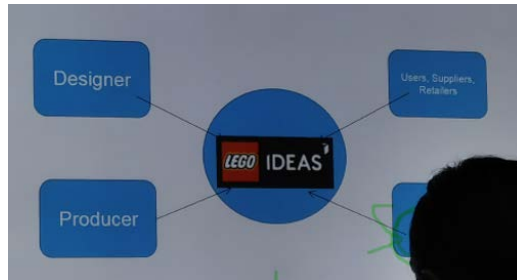 Designer
Users, Suppliers,
Retailers
LEGO IDEAS
Producer